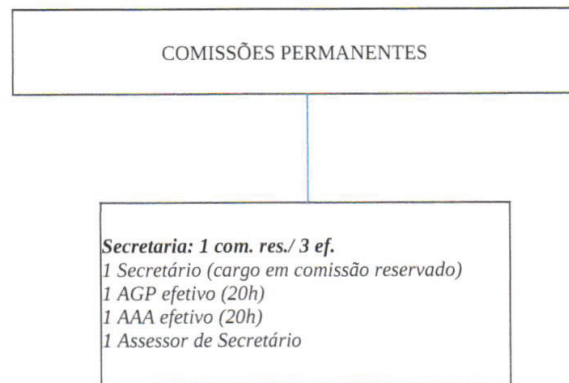 COMISSÕES PERMANENTES
Secretaria: 1 com. res./ 3 ef.
1 Secretário (cargo em comissão reservado)
1 AGP efetivo (20h)
1 AAA efetivo (20h)
1 Assessor de Secretário